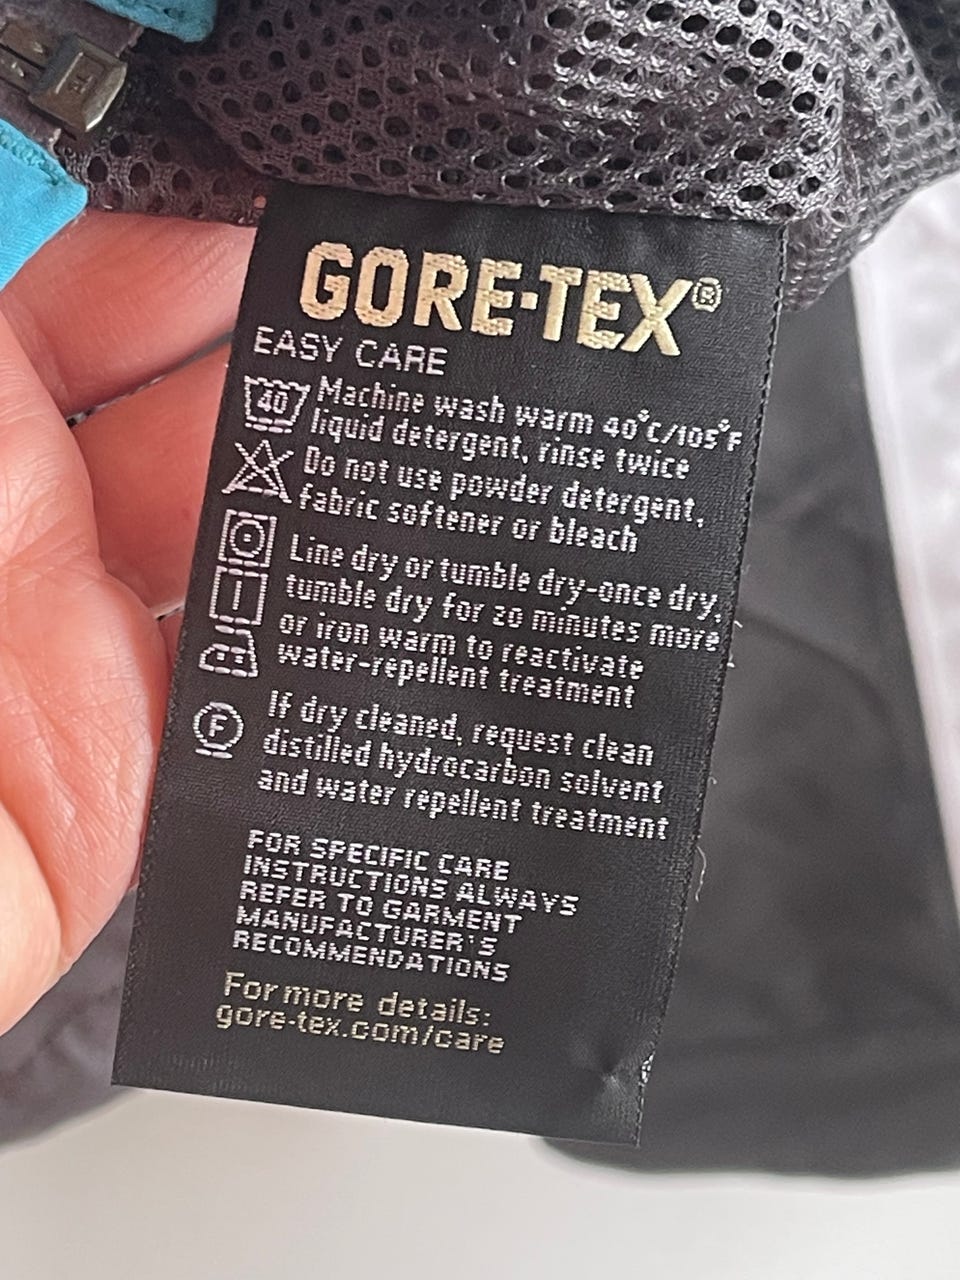 GORE-TEX®
EASY CARE
40
Machine wash warm 40°C/105°F
liquid detergent, rinse twice
Do not use powder detergent,
fabric softener or bleach
Line dry or tumble dry-once dry,
tumble dry for 20 minutes more
or iron warm to reactivate
water-repellent treatment
F
If dry cleaned, request clean
distilled hydrocarbon solvent
and water repellent treatment
FOR SPECIFIC CARE
INSTRUCTIONS ALWAYS
REFER TO GARMENT
MANUFACTURER'S
RECOMMENDATIONS
For more details:
gore-tex.com/care